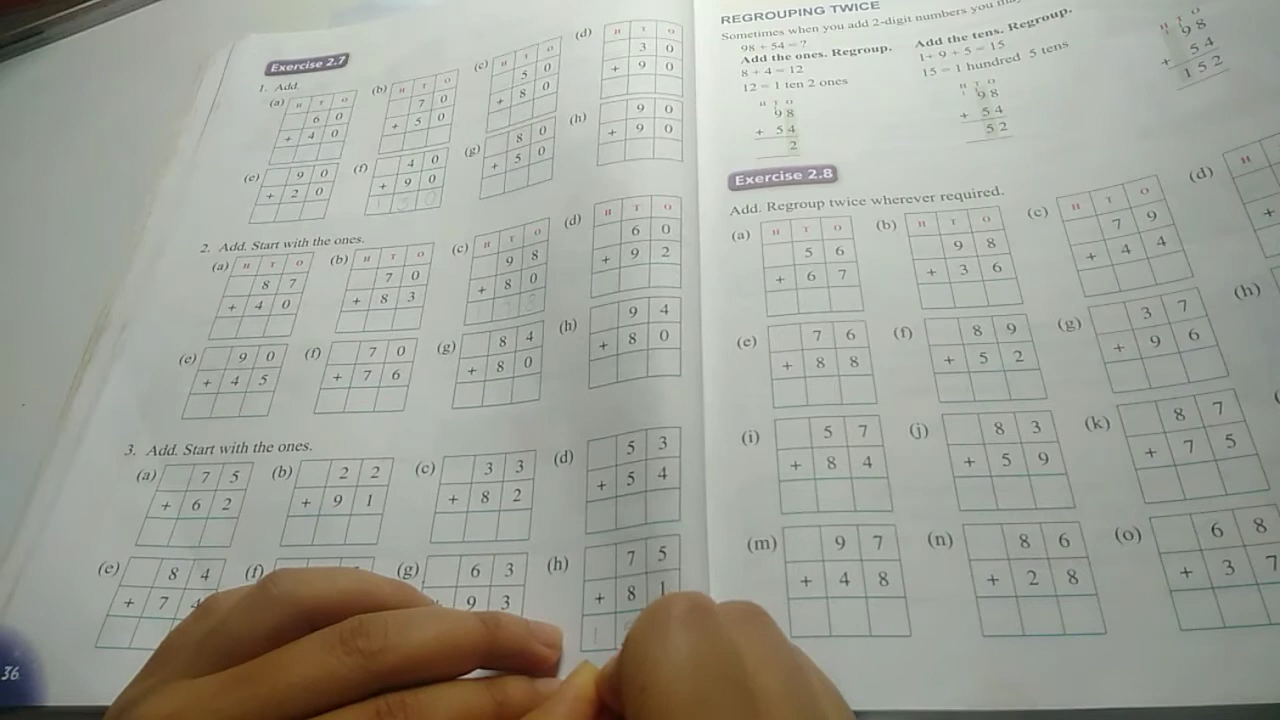 Exercise 2.7
1. Add.
(a) H T O
6 0
+ 4 0
(b) H T O
7 0
+ 5 0
(c) H T O
5 0
+ 8 0
(d) H T O
3 0
+ 9 0
(e) 9 0
+ 2 0
(f) 4 0
+ 9 0
1 3 0
(g) 8 0
+ 5 0
(h) 9 0
+ 9 0
2. Add. Start with the ones.
(a) H T O
8 7
+ 4 0
(b) H T O
7 0
+ 8 3
(c) H T O
9 8
+ 8 0
1 7 8
(d) H T O
6 0
+ 9 2
(e) 9 0
+ 4 5
(f) 7 0
+ 7 6
(g) 8 4
+ 8 0
(h) 9 4
+ 8 0
3. Add. Start with the ones.
(a) 7 5
+ 6 2
(b) 2 2
+ 9 1
(c) 3 3
+ 8 2
(d) 5 3
+ 5 4
(e) 8 4
+ 7 4
(f)
(g) 6 3
9 3
(h) 7 5
+ 8 1
1
36
REGROUPING TWICE
Sometimes when you add 2-digit numbers you
98 + 54 = ?
Add the ones. Regroup.
8 + 4 = 12
12 = 1 ten 2 ones
H T O
9 8
+ 5 4
2
Add the tens. Regroup.
1+ 9 + 5 = 15
15 = 1 hundred 5 tens
H T O
1 9 8
+ 5 4
5 2
H T O
9 8
5 4
+
1 5 2
Exercise 2.8
Add. Regroup twice wherever required.
(a) H T O
5 6
+ 6 7
(b) H T O
9 8
+ 3 6
(c) H T O
7 9
+ 4 4
(d) H
+
(e) 7 6
+ 8 8
(f) 8 9
+ 5 2
(g) 3 7
+ 9 6
(h)
(i) 5 7
+ 8 4
(j) 8 3
+ 5 9
(k) 8 7
+ 7 5
(m) 9 7
+ 4 8
(n) 8 6
+ 2 8
(o) 6 8
+ 3 7